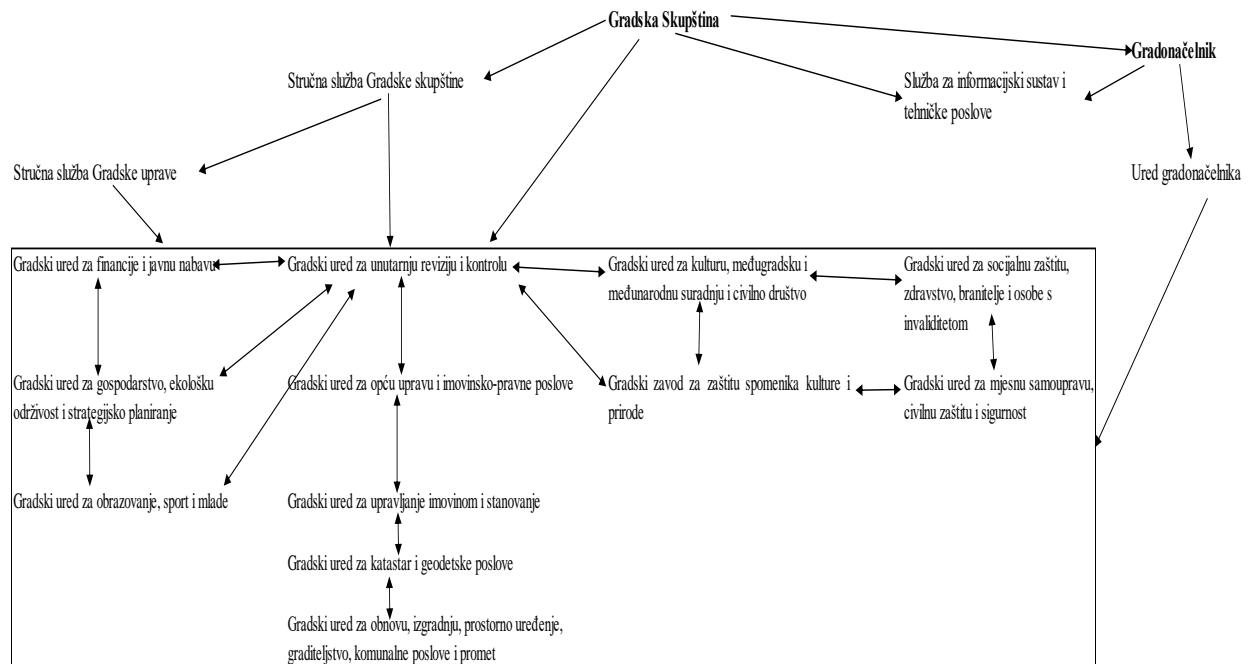 Gradska Skupština
Gradonačelnik
Stručna služba Gradske skupštine
Služba za informacijski sustav i
tehničke poslove
Stručna služba Gradske uprave
Ured gradonačelnika
Gradski ured za financije i javnu nabavu
Gradski ured za unutarnju reviziju i kontrolu
Gradski ured za kulturu, međugradsku i
međunarodnu suradnju i civilno društvo
Gradski ured za socijalnu zaštitu,
zdravstvo, branitelje i osobe s
invaliditetom
Gradski ured za gospodarstvo, ekološku
održivost i strategijsko planiranje
Gradski ured za opću upravu i imovinsko-pravne poslove
Gradski zavod za zaštitu spomenika kulture i
prirode
Gradski ured za mjesnu samoupravu,
civilnu zaštitu i sigurnost
Gradski ured za obrazovanje, sport i mlade
Gradski ured za upravljanje imovinom i stanovanje
Gradski ured za katastar i geodetske poslove
Gradski ured za obnovu, izgradnju, prostorno uređenje,
graditeljstvo, komunalne poslove i promet